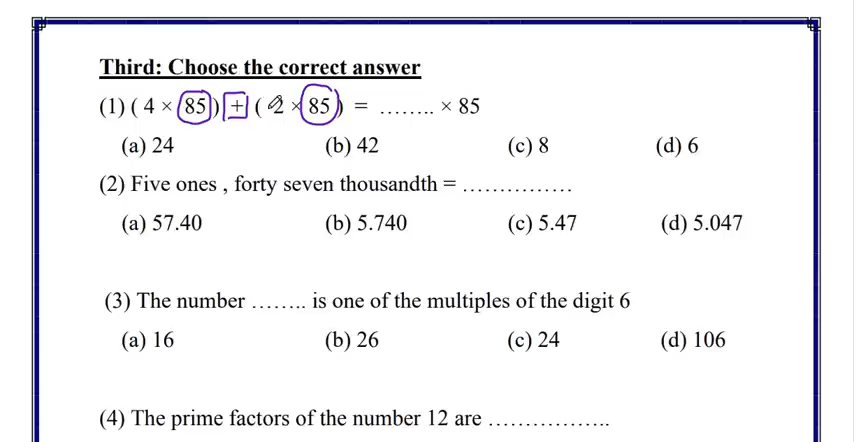 Third: Choose the correct answer
(1) ( 4 × 85 ) + ( 2 × 85 ) = …….. × 85
(a) 24 (b) 42 (c) 8 (d) 6
(2) Five ones , forty seven thousandth = ……………
(a) 57.40 (b) 5.740 (c) 5.47 (d) 5.047
(3) The number …….. is one of the multiples of the digit 6
(a) 16 (b) 26 (c) 24 (d) 106
(4) The prime factors of the number 12 are ……………..